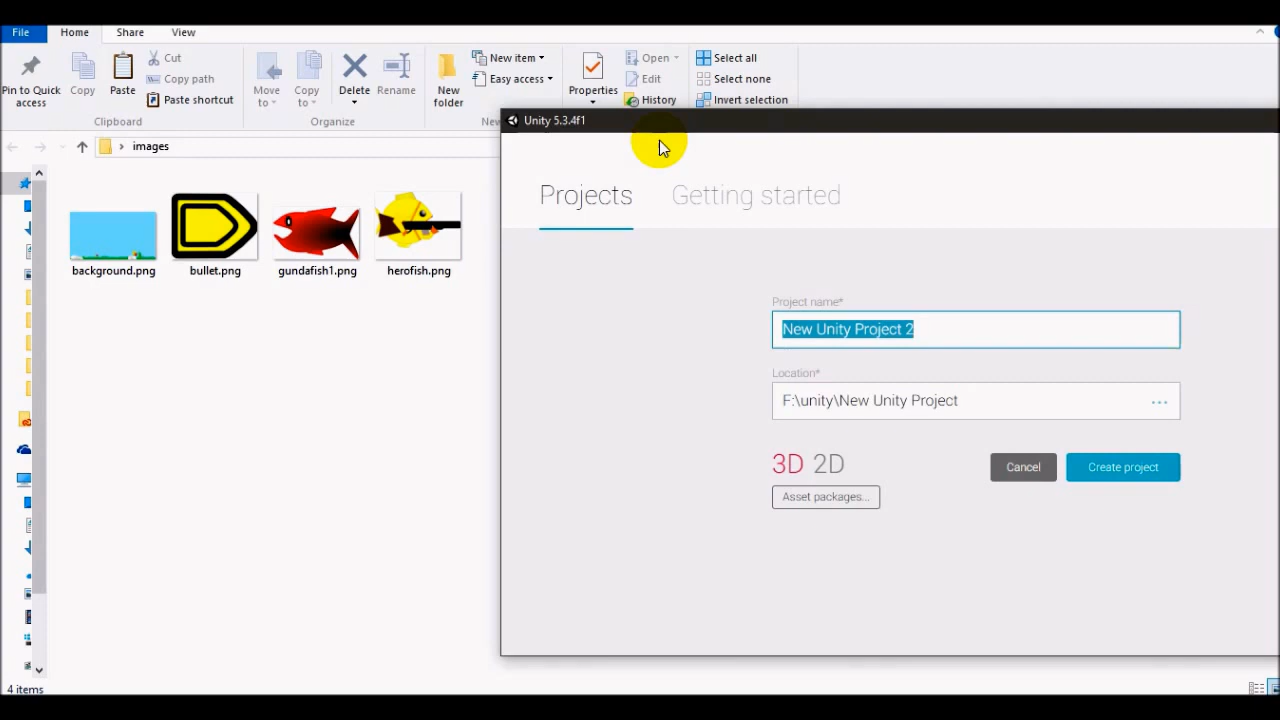 File Home Share View
Pin to Quick access
Copy
Paste
Cut
Copy path
Paste shortcut
Clipboard
Move to
Copy to
Delete
Rename
Organize
New folder
New item
Easy access
New
Properties
Open
Edit
History
Select all
Select none
Invert selection
images
background.png bullet.png gundafish1.png herofish.png
4 items
Unity 5.3.4f1
Projects Getting started
Project name*
New Unity Project 2
Location*
F:\unity\New Unity Project
...
3D 2D Cancel Create project
Asset packages...